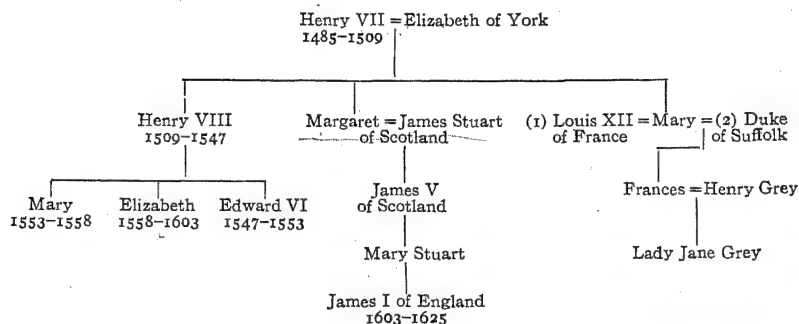 Henry VII = Elizabeth of York
1485–1509
Henry VIII
1509–1547
Margaret = James Stuart
of Scotland
(1) Louis XII = Mary = (2) Duke
of France of Suffolk
Mary
1553–1558
Elizabeth
1558–1603
Edward VI
1547–1553
James V
of Scotland
Frances = Henry Grey
Mary Stuart
Lady Jane Grey
James I of England
1603–1625